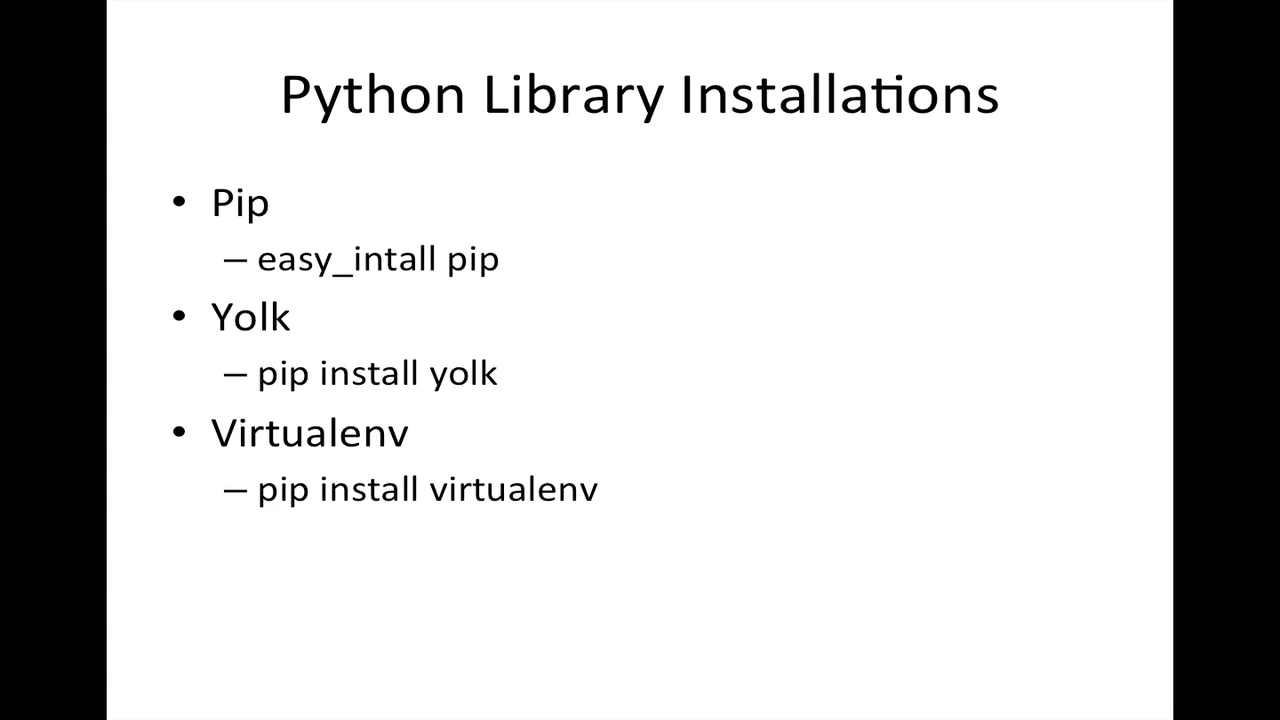 Python Library Installations
• Pip
– easy_intall pip
• Yolk
– pip install yolk
• Virtualenv
– pip install virtualenv